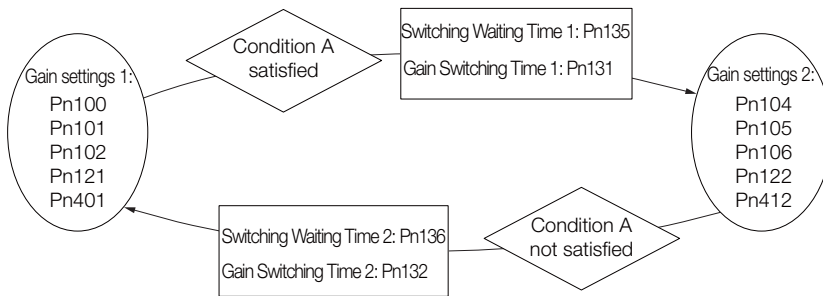 Gain settings 1:
Pn100
Pn101
Pn102
Pn121
Pn401
Condition A
satisfied
Switching Waiting Time 1: Pn135
Gain Switching Time 1: Pn131
Gain settings 2:
Pn104
Pn105
Pn106
Pn122
Pn412
Condition A
not satisfied
Switching Waiting Time 2: Pn136
Gain Switching Time 2: Pn132